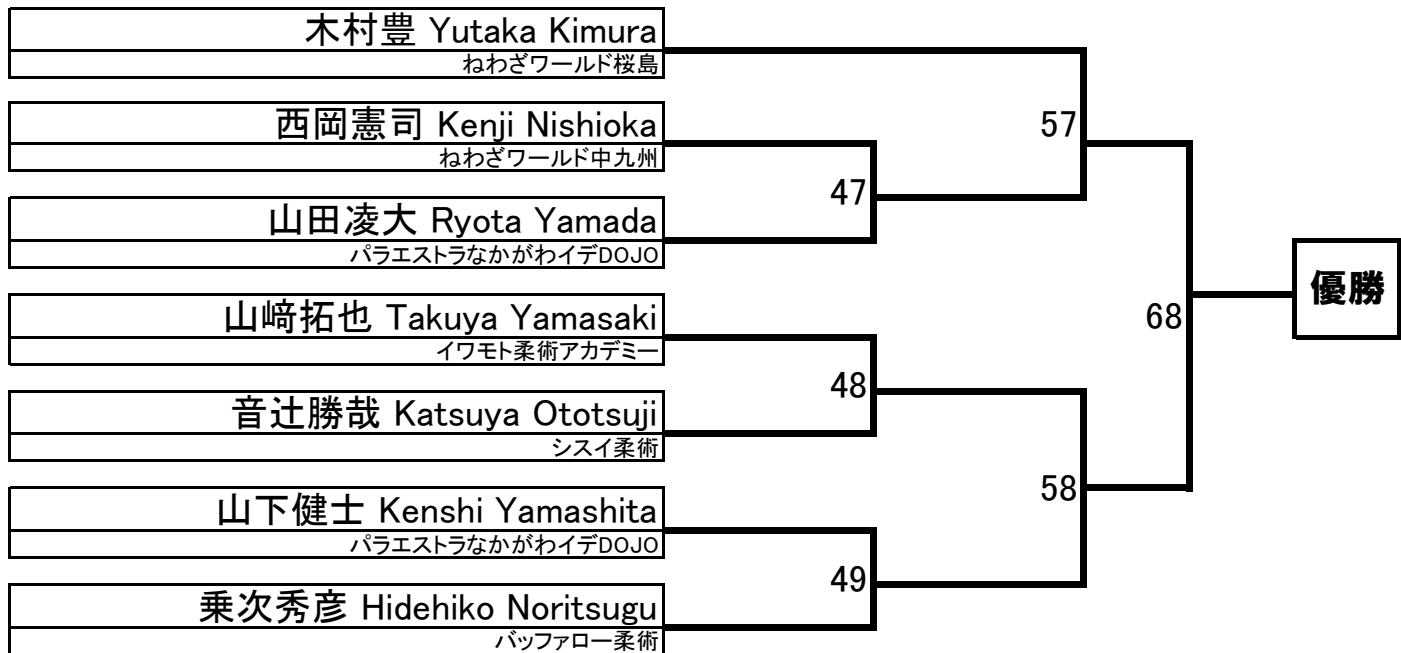 木村豊 Yutaka Kimura
ねわざワールド桜島
西岡憲司 Kenji Nishioka
ねわざワールド中九州
山田凌大 Ryota Yamada
パラエストラなかがわイデDOJO
山﨑拓也 Takuya Yamasaki
イワモト柔術アカデミー
音辻勝哉 Katsuya Ototsuji
シスイ柔術
山下健士 Kenshi Yamashita
パラエストラなかがわイデDOJO
乗次秀彦 Hidehiko Noritsugu
バッファロー柔術
47
48
49
57
58
68
優勝